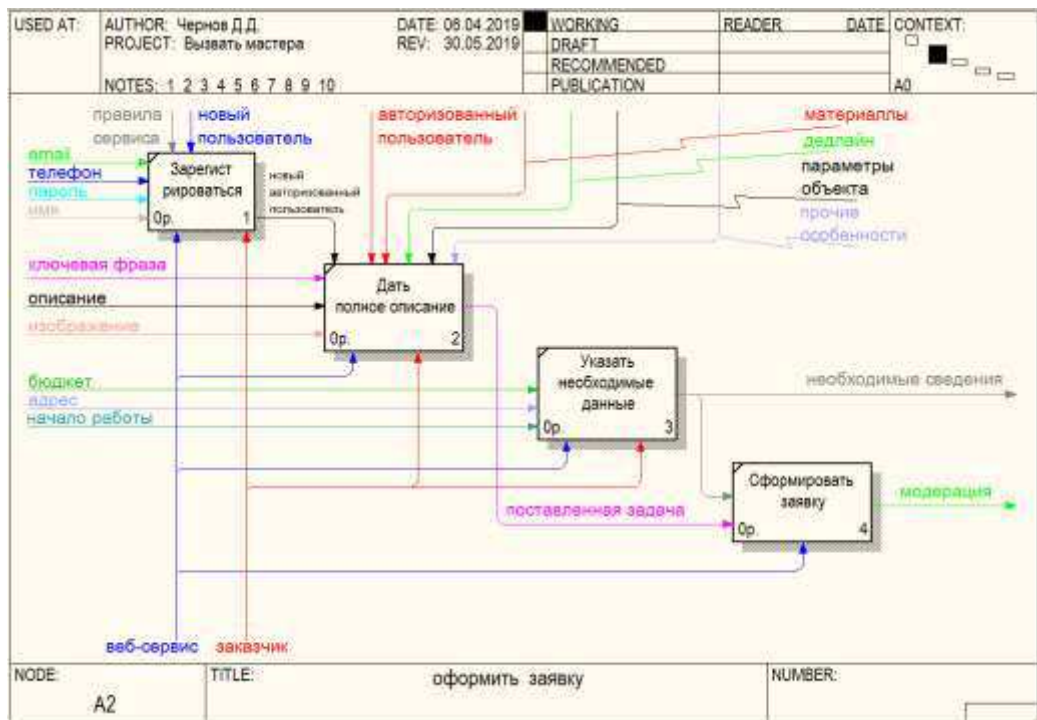 USED AT: AUTHOR: Чернов Д.Д. DATE: 06.04.2019 WORKING READER DATE CONTEXT:
PROJECT: Вызвать мастера REV: 30.05.2019 DRAFT
RECOMMENDED
NOTES: 1 2 3 4 5 6 7 8 9 10 PUBLICATION A0
правила новый авторизованный материаллы
сервиса пользователь пользователь дедлайн
email Зарегист параметры
телефон рироваться новый объекта
пароль авторизованный прочие
имя 0р. 1 пользователь особенности
ключевая фраза Дать
описание полное описание
изображение 0р. 2
бюджет Указать необходимые сведения
адрес необходимые
начало работы данные
0р. 3
Сформировать
поставленная задача заявку модерация
0р. 4
веб-сервис заказчик
NODE: TITLE: оформить заявку NUMBER:
A2